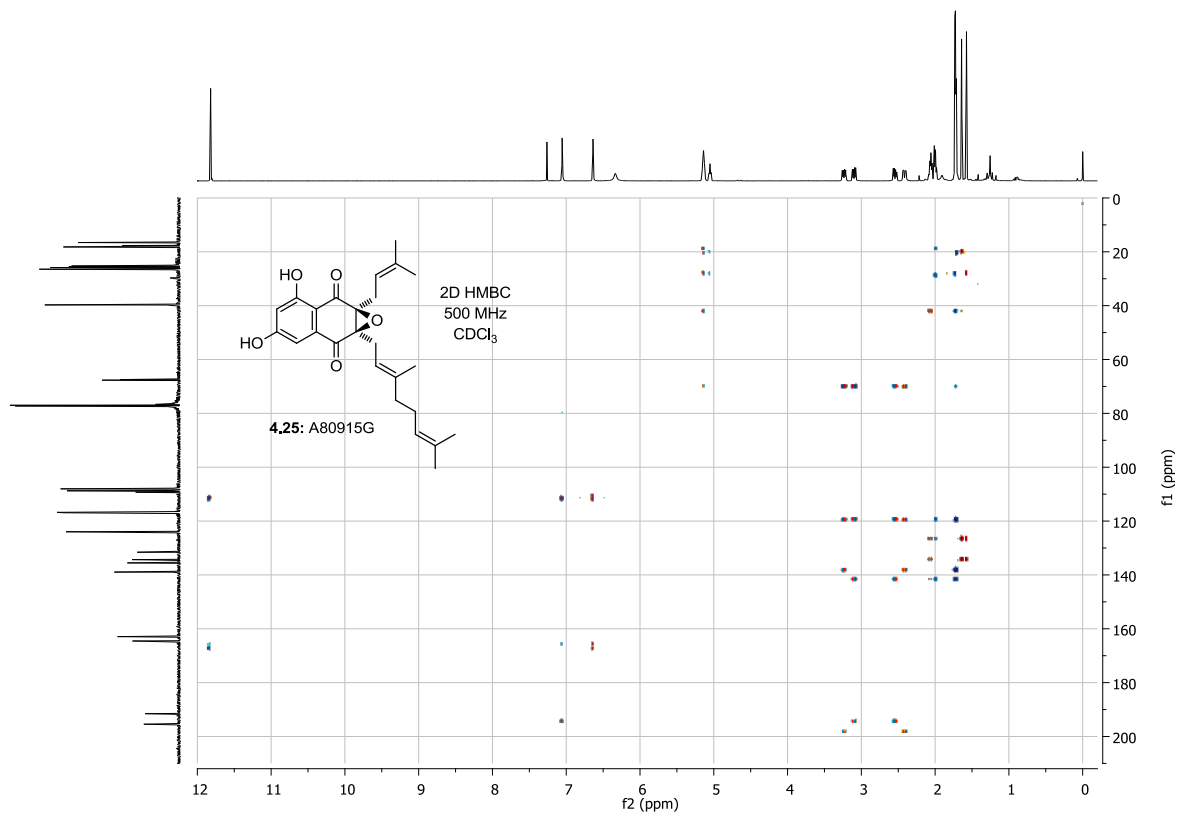 O
O
HO
2D HMBC
500 MHz
CDCl₃
O
HO
O
4.25: A80915G
0
20
40
60
80
100
120
140
160
180
200
f1 (ppm)
12 11 10 9 8 7 6 5 4 3 2 1 0
f2 (ppm)